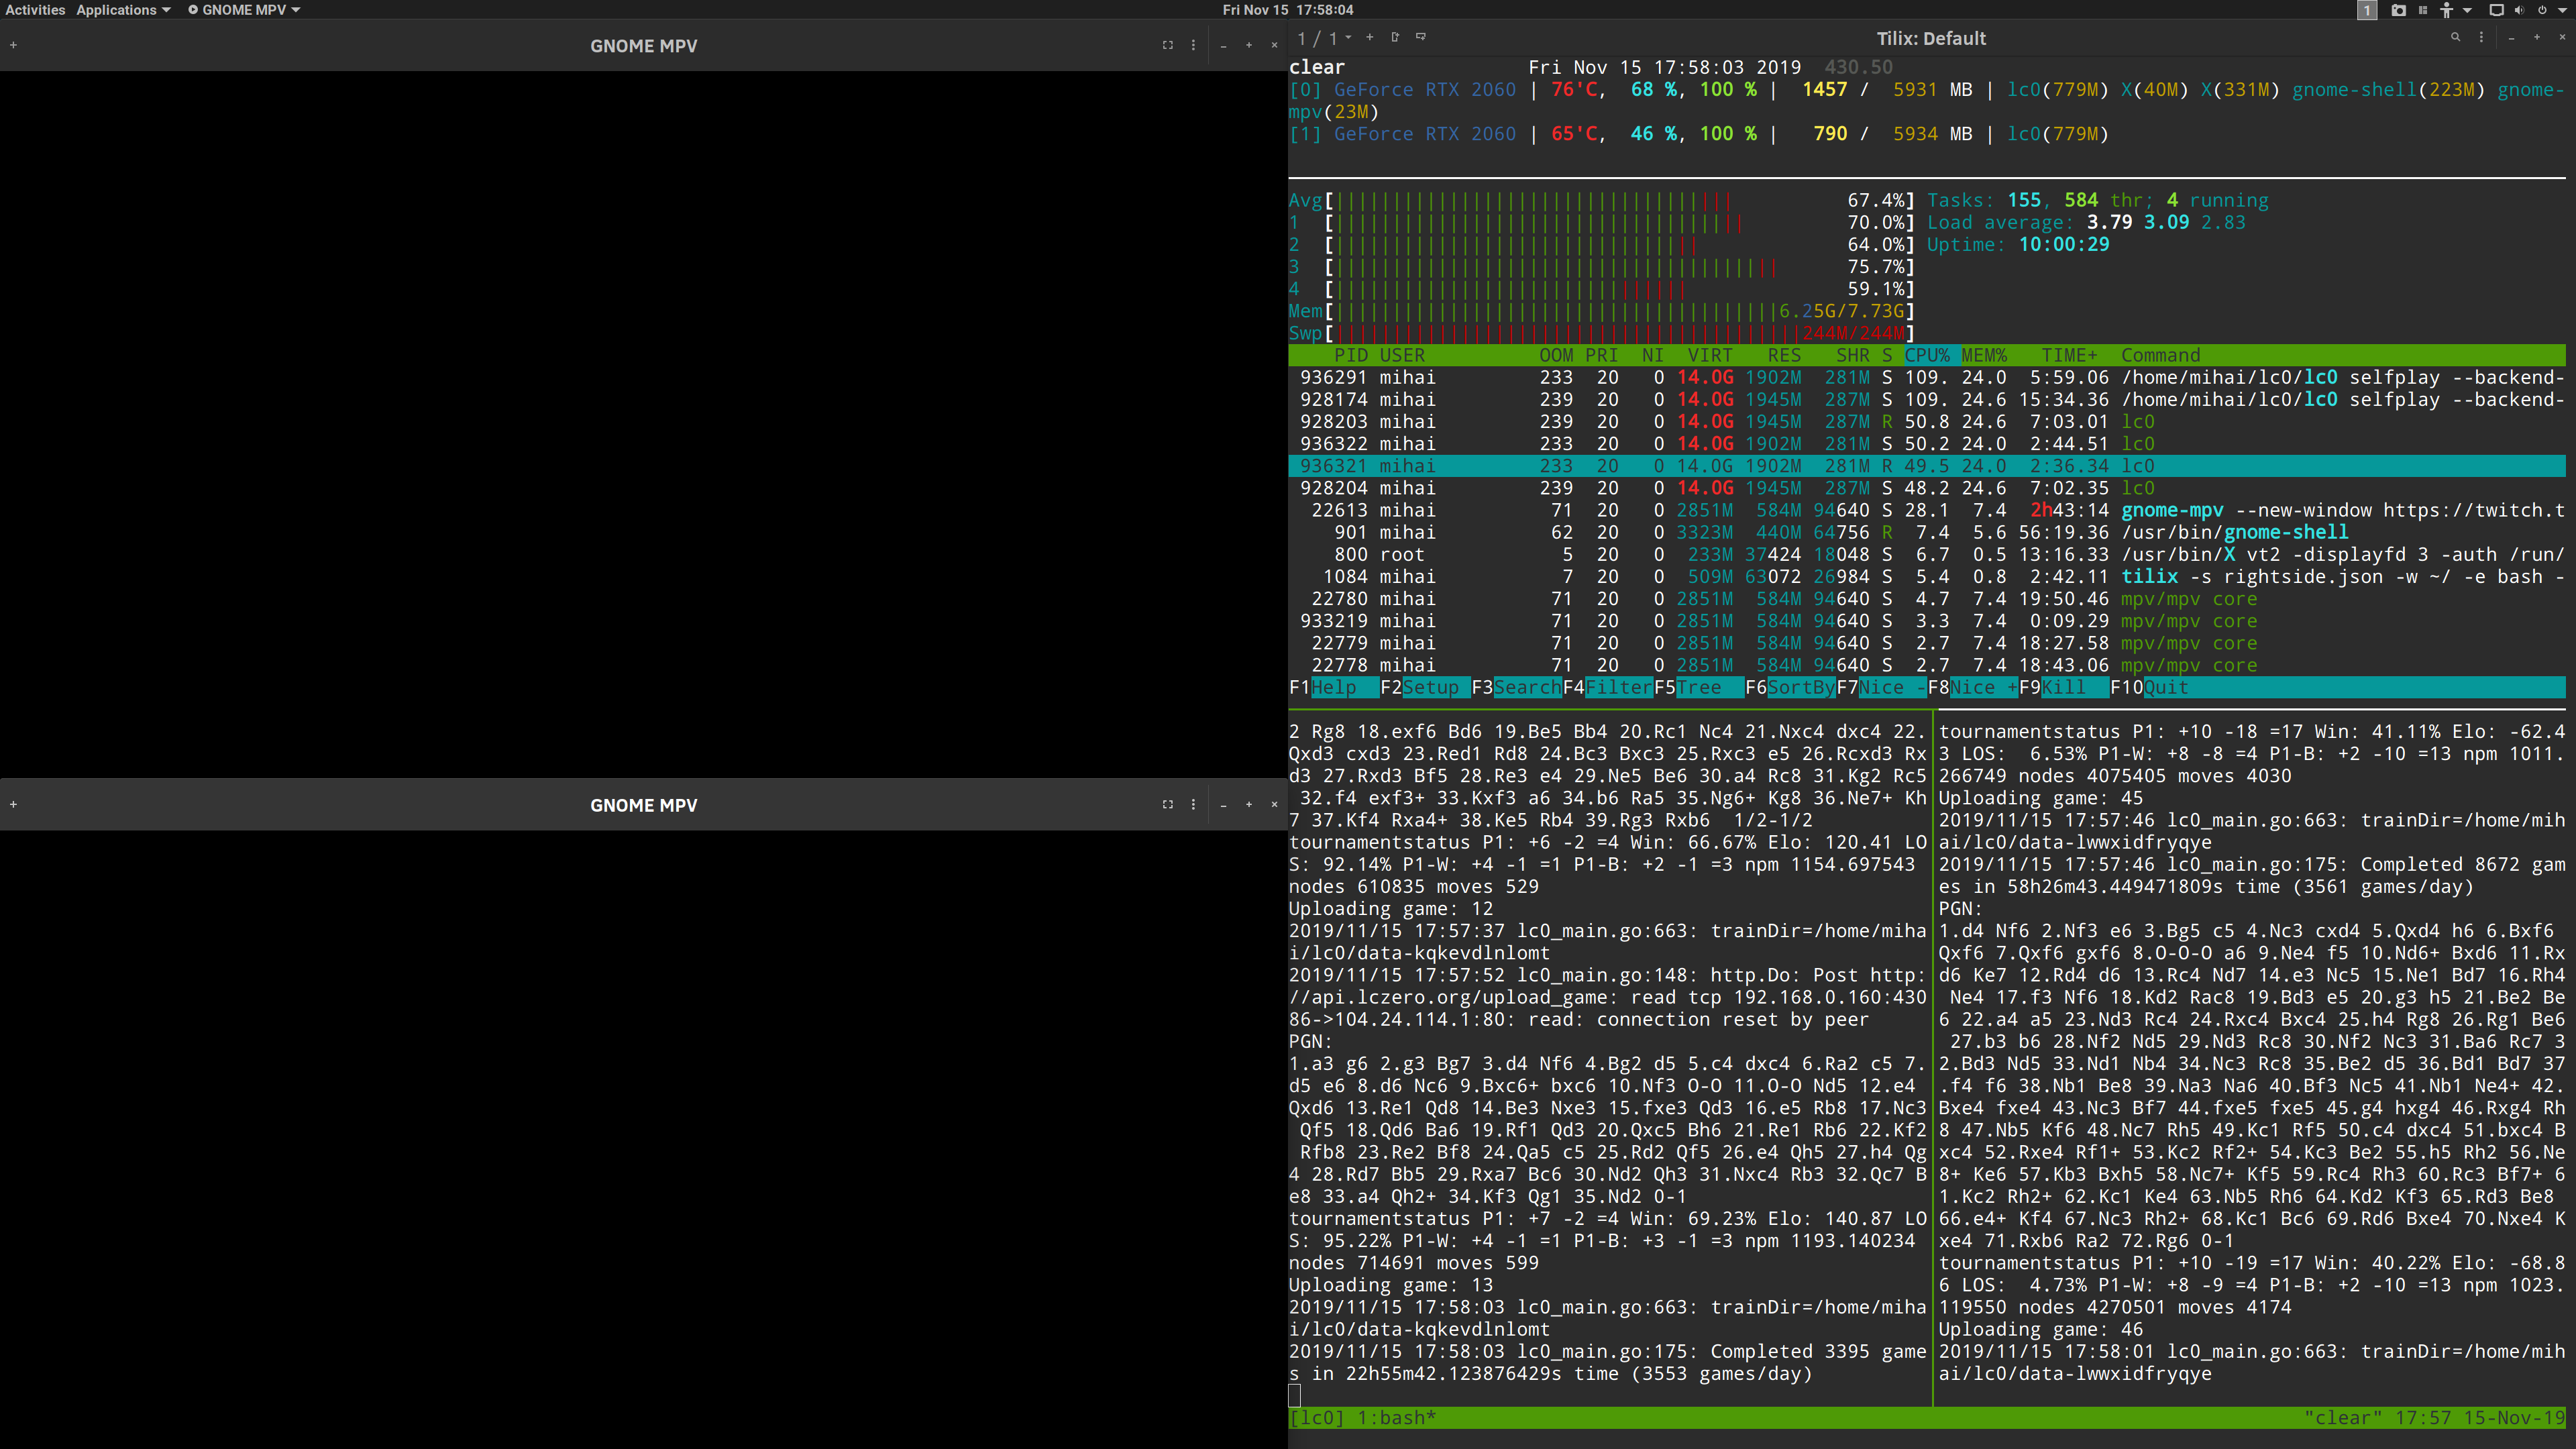 Activities Applications GNOME MPV Fri Nov 15 17:58:04 1
GNOME MPV
GNOME MPV
1 / 1 Tilix: Default
clear Fri Nov 15 17:58:03 2019 430.50
[0] GeForce RTX 2060 | 76'C, 68 %, 100 % | 1457 / 5931 MB | lc0(779M) X(40M) X(331M) gnome-shell(223M) gnome-
mpv(23M)
[1] GeForce RTX 2060 | 65'C, 46 %, 100 % | 790 / 5934 MB | lc0(779M)
Avg[ 67.4%] Tasks: 155, 584 thr; 4 running
1 [ 70.0%] Load average: 3.79 3.09 2.83
2 [ 64.0%] Uptime: 10:00:29
3 [ 75.7%]
4 [ 59.1%]
Mem[ 6.25G/7.73G]
Swp[ 244M/244M]
PID USER OOM PRI NI VIRT RES SHR S CPU% MEM% TIME+ Command
936291 mihai 233 20 0 14.0G 1902M 281M S 109. 24.0 5:59.06 /home/mihai/lc0/lc0 selfplay --backend-
928174 mihai 239 20 0 14.0G 1945M 287M S 109. 24.6 15:34.36 /home/mihai/lc0/lc0 selfplay --backend-
928203 mihai 239 20 0 14.0G 1945M 287M R 50.8 24.6 7:03.01 lc0
936322 mihai 233 20 0 14.0G 1902M 281M S 50.2 24.0 2:44.51 lc0
936321 mihai 233 20 0 14.0G 1902M 281M R 49.5 24.0 2:36.34 lc0
928204 mihai 239 20 0 14.0G 1945M 287M S 48.2 24.6 7:02.35 lc0
22613 mihai 71 20 0 2851M 584M 94640 S 28.1 7.4 2h43:14 gnome-mpv --new-window https://twitch.t
901 mihai 62 20 0 3323M 440M 64756 R 7.4 5.6 56:19.36 /usr/bin/gnome-shell
800 root 5 20 0 233M 37424 18048 S 6.7 0.5 13:16.33 /usr/bin/X vt2 -displayfd 3 -auth /run/
1084 mihai 7 20 0 509M 63072 26984 S 5.4 0.8 2:42.11 tilix -s rightside.json -w ~/ -e bash -
22780 mihai 71 20 0 2851M 584M 94640 S 4.7 7.4 19:50.46 mpv/mpv core
933219 mihai 71 20 0 2851M 584M 94640 S 3.3 7.4 0:09.29 mpv/mpv core
22779 mihai 71 20 0 2851M 584M 94640 S 2.7 7.4 18:27.58 mpv/mpv core
22778 mihai 71 20 0 2851M 584M 94640 S 2.7 7.4 18:43.06 mpv/mpv core
F1Help F2Setup F3SearchF4FilterF5Tree F6SortByF7Nice -F8Nice +F9Kill F10Quit
2 Rg8 18.exf6 Bd6 19.Be5 Bb4 20.Rc1 Nc4 21.Nxc4 dxc4 22.
Qxd3 cxd3 23.Red1 Rd8 24.Bc3 Bxc3 25.Rxc3 e5 26.Rcxd3 Rx
d3 27.Rxd3 Bf5 28.Re3 e4 29.Ne5 Be6 30.a4 Rc8 31.Kg2 Rc5
32.f4 exf3+ 33.Kxf3 a6 34.b6 Ra5 35.Ng6+ Kg8 36.Ne7+ Kh
7 37.Kf4 Rxa4+ 38.Ke5 Rb4 39.Rg3 Rxb6 1/2-1/2
tournamentstatus P1: +6 -2 =4 Win: 66.67% Elo: 120.41 LO
S: 92.14% P1-W: +4 -1 =1 P1-B: +2 -1 =3 npm 1154.697543
nodes 610835 moves 529
Uploading game: 12
2019/11/15 17:57:37 lc0_main.go:663: trainDir=/home/miha
i/lc0/data-kqkevdlnlomt
2019/11/15 17:57:52 lc0_main.go:148: http.Do: Post http:
//api.lczero.org/upload_game: read tcp 192.168.0.160:430
86->104.24.114.1:80: read: connection reset by peer
PGN:
1.a3 g6 2.g3 Bg7 3.d4 Nf6 4.Bg2 d5 5.c4 dxc4 6.Ra2 c5 7.
d5 e6 8.d6 Nc6 9.Bxc6+ bxc6 10.Nf3 O-O 11.O-O Nd5 12.e4
Qxd6 13.Re1 Qd8 14.Be3 Nxe3 15.fxe3 Qd3 16.e5 Rb8 17.Nc3
Qf5 18.Qd6 Ba6 19.Rf1 Qd3 20.Qxc5 Bh6 21.Re1 Rb6 22.Kf2
Rfb8 23.Re2 Bf8 24.Qa5 c5 25.Rd2 Qf5 26.e4 Qh5 27.h4 Qg
4 28.Rd7 Bb5 29.Rxa7 Bc6 30.Nd2 Qh3 31.Nxc4 Rb3 32.Qc7 B
e8 33.a4 Qh2+ 34.Kf3 Qg1 35.Nd2 0-1
tournamentstatus P1: +7 -2 =4 Win: 69.23% Elo: 140.87 LO
S: 95.22% P1-W: +4 -1 =1 P1-B: +3 -1 =3 npm 1193.140234
nodes 714691 moves 599
Uploading game: 13
2019/11/15 17:58:03 lc0_main.go:663: trainDir=/home/miha
i/lc0/data-kqkevdlnlomt
2019/11/15 17:58:03 lc0_main.go:175: Completed 3395 game
s in 22h55m42.123876429s time (3553 games/day)
tournamentstatus P1: +10 -18 =17 Win: 41.11% Elo: -62.4
3 LOS: 6.53% P1-W: +8 -8 =4 P1-B: +2 -10 =13 npm 1011.
266749 nodes 4075405 moves 4030
Uploading game: 45
2019/11/15 17:57:46 lc0_main.go:663: trainDir=/home/mih
ai/lc0/data-lwwxidfryqye
2019/11/15 17:57:46 lc0_main.go:175: Completed 8672 gam
es in 58h26m43.449471809s time (3561 games/day)
PGN:
1.d4 Nf6 2.Nf3 e6 3.Bg5 c5 4.Nc3 cxd4 5.Qxd4 h6 6.Bxf6
Qxf6 7.Qxf6 gxf6 8.O-O-O a6 9.Ne4 f5 10.Nd6+ Bxd6 11.Rx
d6 Ke7 12.Rd4 d6 13.Rc4 Nd7 14.e3 Nc5 15.Ne1 Bd7 16.Rh4
Ne4 17.f3 Nf6 18.Kd2 Rac8 19.Bd3 e5 20.g3 h5 21.Be2 Be
6 22.a4 a5 23.Nd3 Rc4 24.Rxc4 Bxc4 25.h4 Rg8 26.Rg1 Be6
27.b3 b6 28.Nf2 Nd5 29.Nd3 Rc8 30.Nf2 Nc3 31.Ba6 Rc7 3
2.Bd3 Nd5 33.Nd1 Nb4 34.Nc3 Rc8 35.Be2 d5 36.Bd1 Bd7 37
.f4 f6 38.Nb1 Be8 39.Na3 Na6 40.Bf3 Nc5 41.Nb1 Ne4+ 42.
Bxe4 fxe4 43.Nc3 Bf7 44.fxe5 fxe5 45.g4 hxg4 46.Rxg4 Rh
8 47.Nb5 Kf6 48.Nc7 Rh5 49.Kc1 Rf5 50.c4 dxc4 51.bxc4 B
xc4 52.Rxe4 Rf1+ 53.Kc2 Rf2+ 54.Kc3 Be2 55.h5 Rh2 56.Ne
8+ Ke6 57.Kb3 Bxh5 58.Nc7+ Kf5 59.Rc4 Rh3 60.Rc3 Bf7+ 6
1.Kc2 Rh2+ 62.Kc1 Ke4 63.Nb5 Rh6 64.Kd2 Kf3 65.Rd3 Be8
66.e4+ Kf4 67.Nc3 Rh2+ 68.Kc1 Bc6 69.Rd6 Bxe4 70.Nxe4 K
xe4 71.Rxb6 Ra2 72.Rg6 0-1
tournamentstatus P1: +10 -19 =17 Win: 40.22% Elo: -68.8
6 LOS: 4.73% P1-W: +8 -9 =4 P1-B: +2 -10 =13 npm 1023.
119550 nodes 4270501 moves 4174
Uploading game: 46
2019/11/15 17:58:01 lc0_main.go:663: trainDir=/home/mih
ai/lc0/data-lwwxidfryqye
[lc0] 1:bash* "clear" 17:57 15-Nov-19